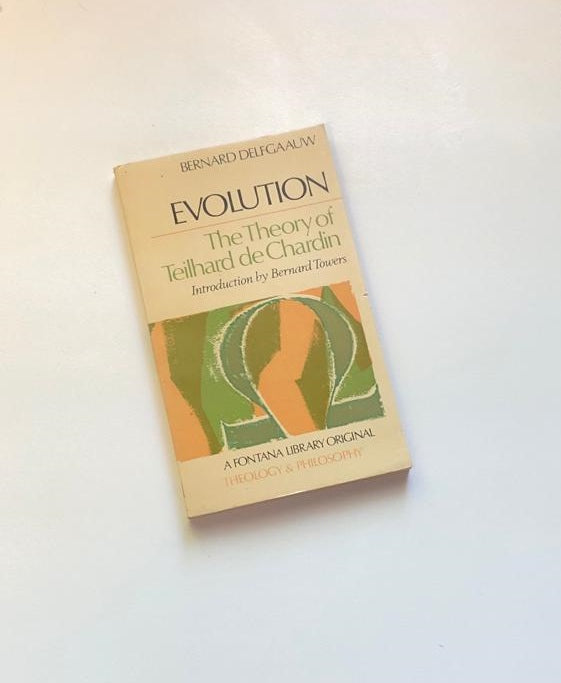 BERNARD DELFGAAUW
EVOLUTION
The Theory of
Teilhard de Chardin
Introduction by Bernard Towers
Ω
A FONTANA LIBRARY ORIGINAL
THEOLOGY & PHILOSOPHY